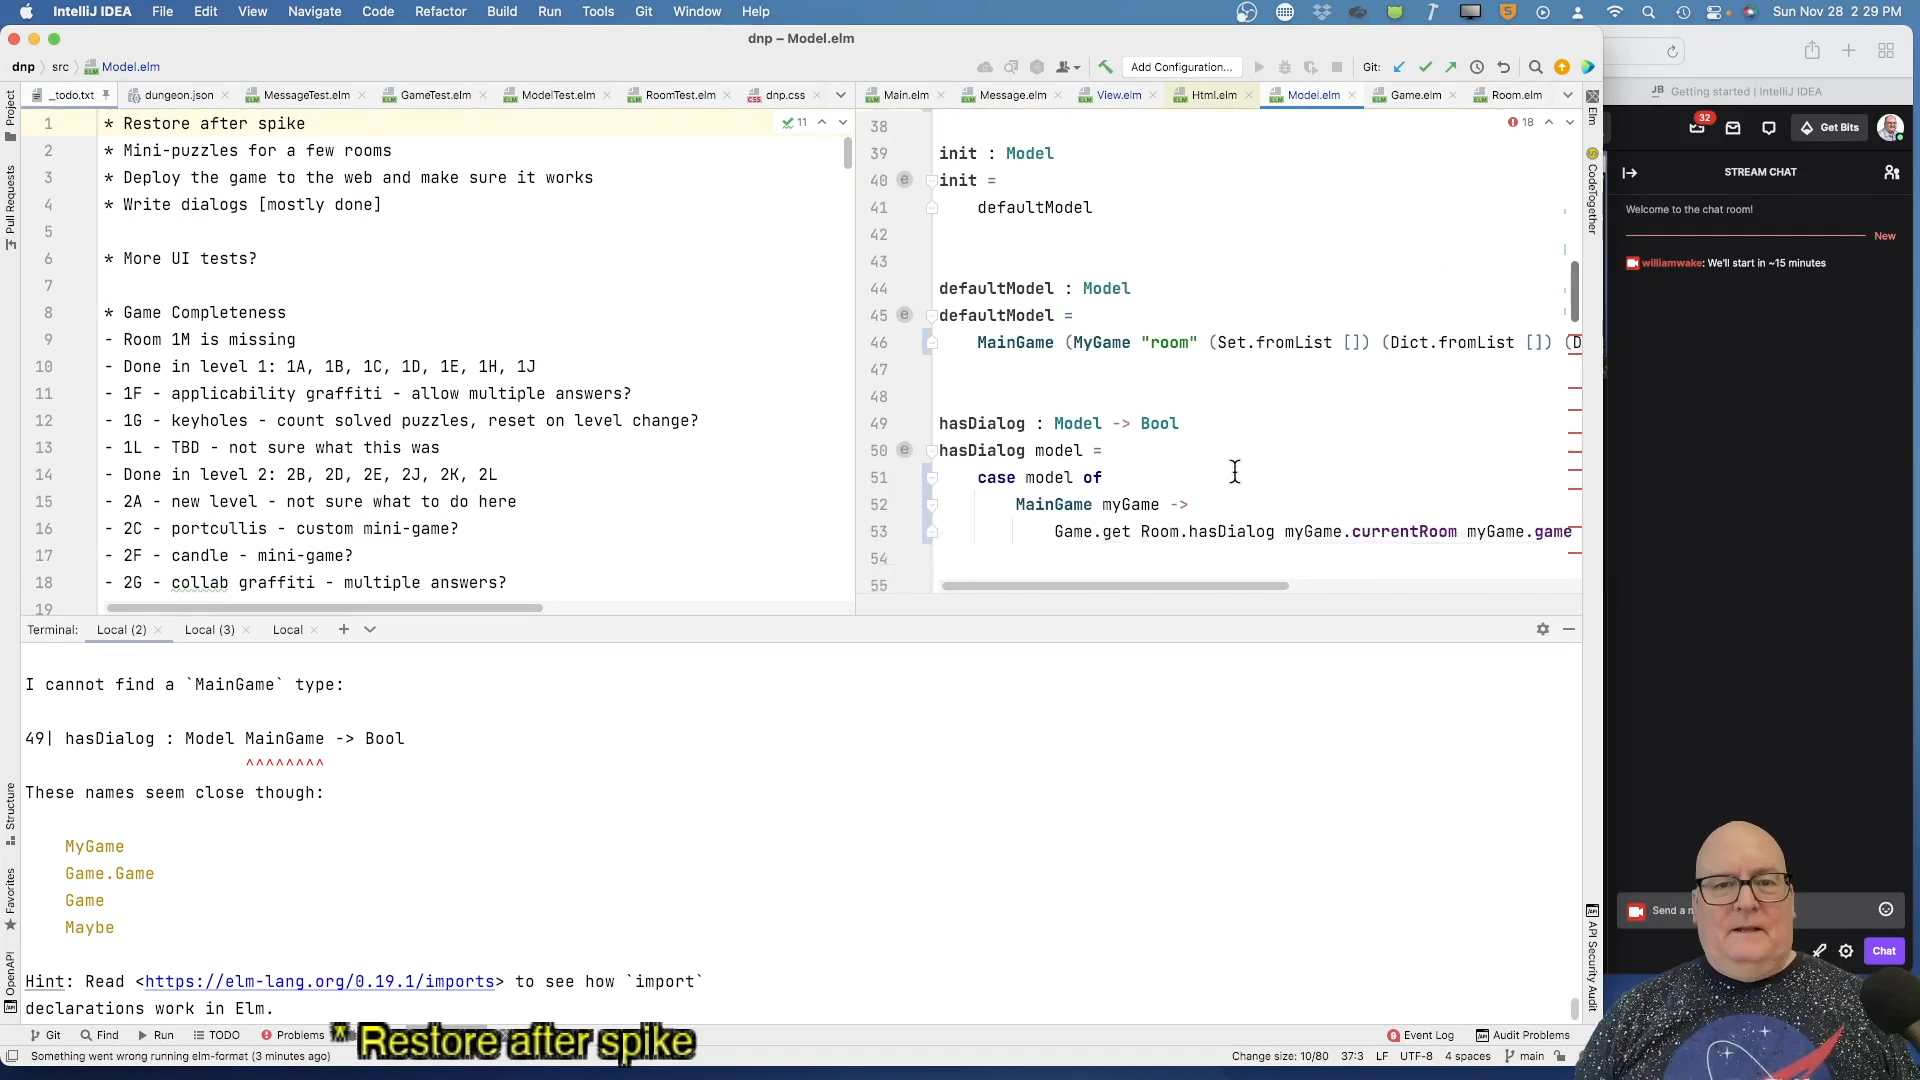 IntelliJ IDEA File Edit View Navigate Code Refactor Build Run Tools Git Window Help
Sun Nov 28 2:29 PM
dnp – Model.elm
dnp src Model.elm
Add Configuration...
Git:
JB Getting started | IntelliJ IDEA
_todo.txt dungeon.json MessageTest.elm GameTest.elm ModelTest.elm RoomTest.elm dnp.css
Main.elm Message.elm View.elm Html.elm Model.elm Game.elm Room.elm
Project
Pull Requests
Structure
Favorites
OpenAPI
1 * Restore after spike
2 * Mini-puzzles for a few rooms
3 * Deploy the game to the web and make sure it works
4 * Write dialogs [mostly done]
5
6 * More UI tests?
7
8 * Game Completeness
9 - Room 1M is missing
10 - Done in level 1: 1A, 1B, 1C, 1D, 1E, 1H, 1J
11 - 1F - applicability graffiti - allow multiple answers?
12 - 1G - keyholes - count solved puzzles, reset on level change?
13 - 1L - TBD - not sure what this was
14 - Done in level 2: 2B, 2D, 2E, 2J, 2K, 2L
15 - 2A - new level - not sure what to do here
16 - 2C - portcullis - custom mini-game?
17 - 2F - candle - mini-game?
18 - 2G - collab graffiti - multiple answers?
19
11
38
39 init : Model
40 init =
41 defaultModel
42
43
44 defaultModel : Model
45 defaultModel =
46 MainGame (MyGame "room" (Set.fromList []) (Dict.fromList []) (D
47
48
49 hasDialog : Model -> Bool
50 hasDialog model =
51 case model of
52 MainGame myGame ->
53 Game.get Room.hasDialog myGame.currentRoom myGame.game
54
55
18
Elm
CodeTogether
API Security Audit
32
Get Bits
STREAM CHAT
Welcome to the chat room!
New
williamwake: We'll start in ~15 minutes
Terminal: Local (2) Local (3) Local
I cannot find a `MainGame` type:
49| hasDialog : Model MainGame -> Bool
^^^^^^^^
These names seem close though:
MyGame
Game.Game
Game
Maybe
Hint: Read <https://elm-lang.org/0.19.1/imports> to see how `import`
declarations work in Elm.
Send a
Chat
Git Find Run TODO Problems
* Restore after spike
Event Log Audit Problems
Something went wrong running elm-format (3 minutes ago)
Change size: 10/80 37:3 LF UTF-8 4 spaces main